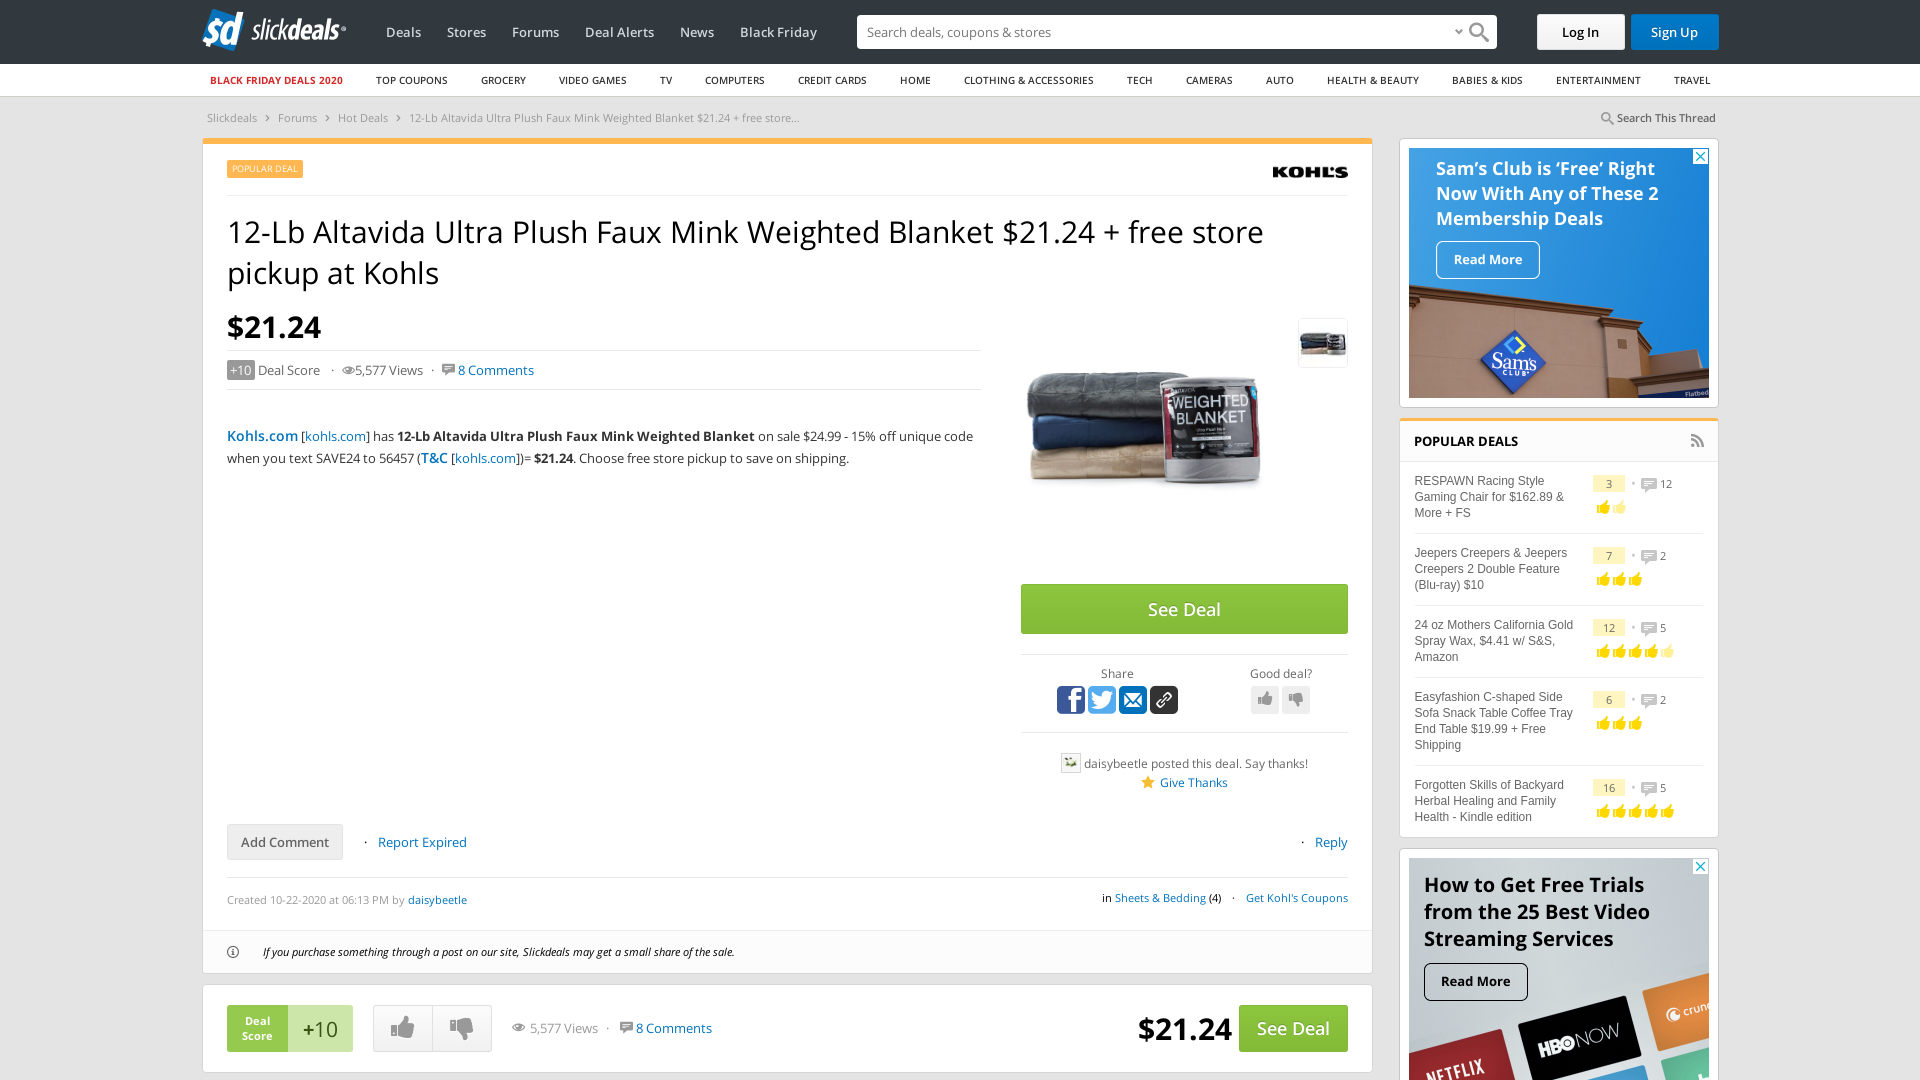 slickdeals
Deals
Stores
Forums
Deal Alerts
News
Black Friday
Search deals, coupons & stores
Log In
Sign Up
BLACK FRIDAY DEALS 2020
TOP COUPONS
GROCERY
VIDEO GAMES
TV
COMPUTERS
CREDIT CARDS
HOME
CLOTHING & ACCESSORIES
TECH
CAMERAS
AUTO
HEALTH & BEAUTY
BABIES & KIDS
ENTERTAINMENT
TRAVEL
Slickdeals › Forums › Hot Deals › 12-Lb Altavida Ultra Plush Faux Mink Weighted Blanket $21.24 + free store...
Search This Thread
POPULAR DEAL
KOHL'S
12-Lb Altavida Ultra Plush Faux Mink Weighted Blanket $21.24 + free store
pickup at Kohls
$21.24
+10 Deal Score · 5,577 Views · 8 Comments
Kohls.com [kohls.com] has 12-Lb Altavida Ultra Plush Faux Mink Weighted Blanket on sale $24.99 - 15% off unique code
when you text SAVE24 to 56457 (T&C [kohls.com])= $21.24. Choose free store pickup to save on shipping.
WEIGHTED
BLANKET
See Deal
Share
Good deal?
daisybeetle posted this deal. Say thanks!
Give Thanks
Add Comment
· Report Expired
· Reply
Created 10-22-2020 at 06:13 PM by daisybeetle
in Sheets & Bedding (4) · Get Kohl's Coupons
If you purchase something through a post on our site, Slickdeals may get a small share of the sale.
Deal
Score
+10
5,577 Views · 8 Comments
$21.24
See Deal
Sam's Club is 'Free' Right
Now With Any of These 2
Membership Deals
Read More
Sam's
CLUB
Flatbed
POPULAR DEALS
RESPAWN Racing Style
Gaming Chair for $162.89 &
More + FS
3 • 12
Jeepers Creepers & Jeepers
Creepers 2 Double Feature
(Blu-ray) $10
7 • 2
24 oz Mothers California Gold
Spray Wax, $4.41 w/ S&S,
Amazon
12 • 5
Easyfashion C-shaped Side
Sofa Snack Table Coffee Tray
End Table $19.99 + Free
Shipping
6 • 2
Forgotten Skills of Backyard
Herbal Healing and Family
Health - Kindle edition
16 • 5
How to Get Free Trials
from the 25 Best Video
Streaming Services
Read More
crunc
HBO NOW
NETFLIX